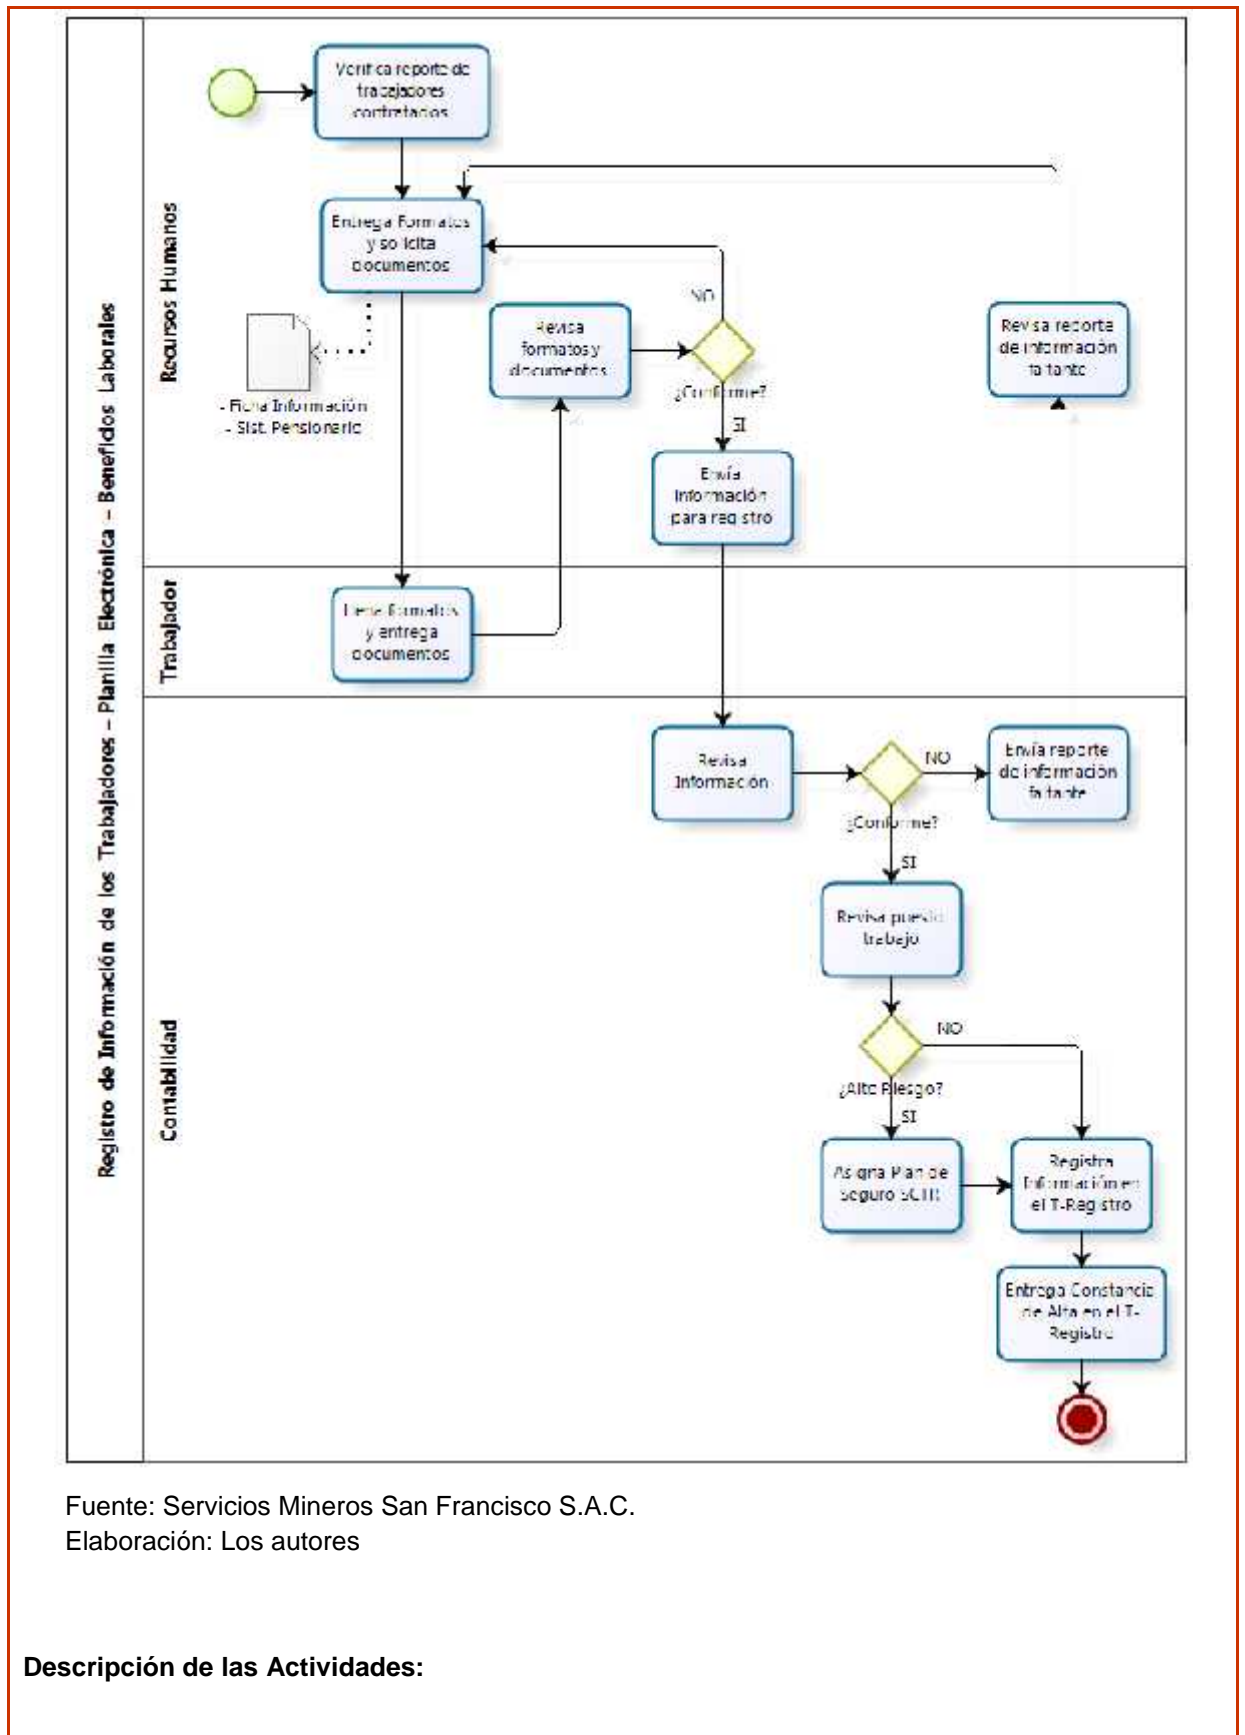 Registro de Información de los Trabajadores – Planilla Electrónica – Beneficios Laborales
Recursos Humanos
Verifica reporte de
trabajadores
contratados
Entrega Formatos
y solicita
documentos
- Ficha Información
- Sist. Pensionario
Revisa
formatos y
documentos
NO
¿Conforme?
SI
Envía
información
para registro
Revisa reporte
de información
faltante
Trabajador
Llena formatos
y entrega
documentos
Contabilidad
Revisa
Información
¿Conforme?
NO
SI
Envía reporte
de información
faltante
Revisa puesto
trabajo
¿Alto Riesgo?
NO
SI
Asigna Plan de
Seguro SCTR
Registra
Información en
el T-Registro
Entrega Constancia
de Alta en el T-
Registro
Fuente: Servicios Mineros San Francisco S.A.C.
Elaboración: Los autores
Descripción de las Actividades: